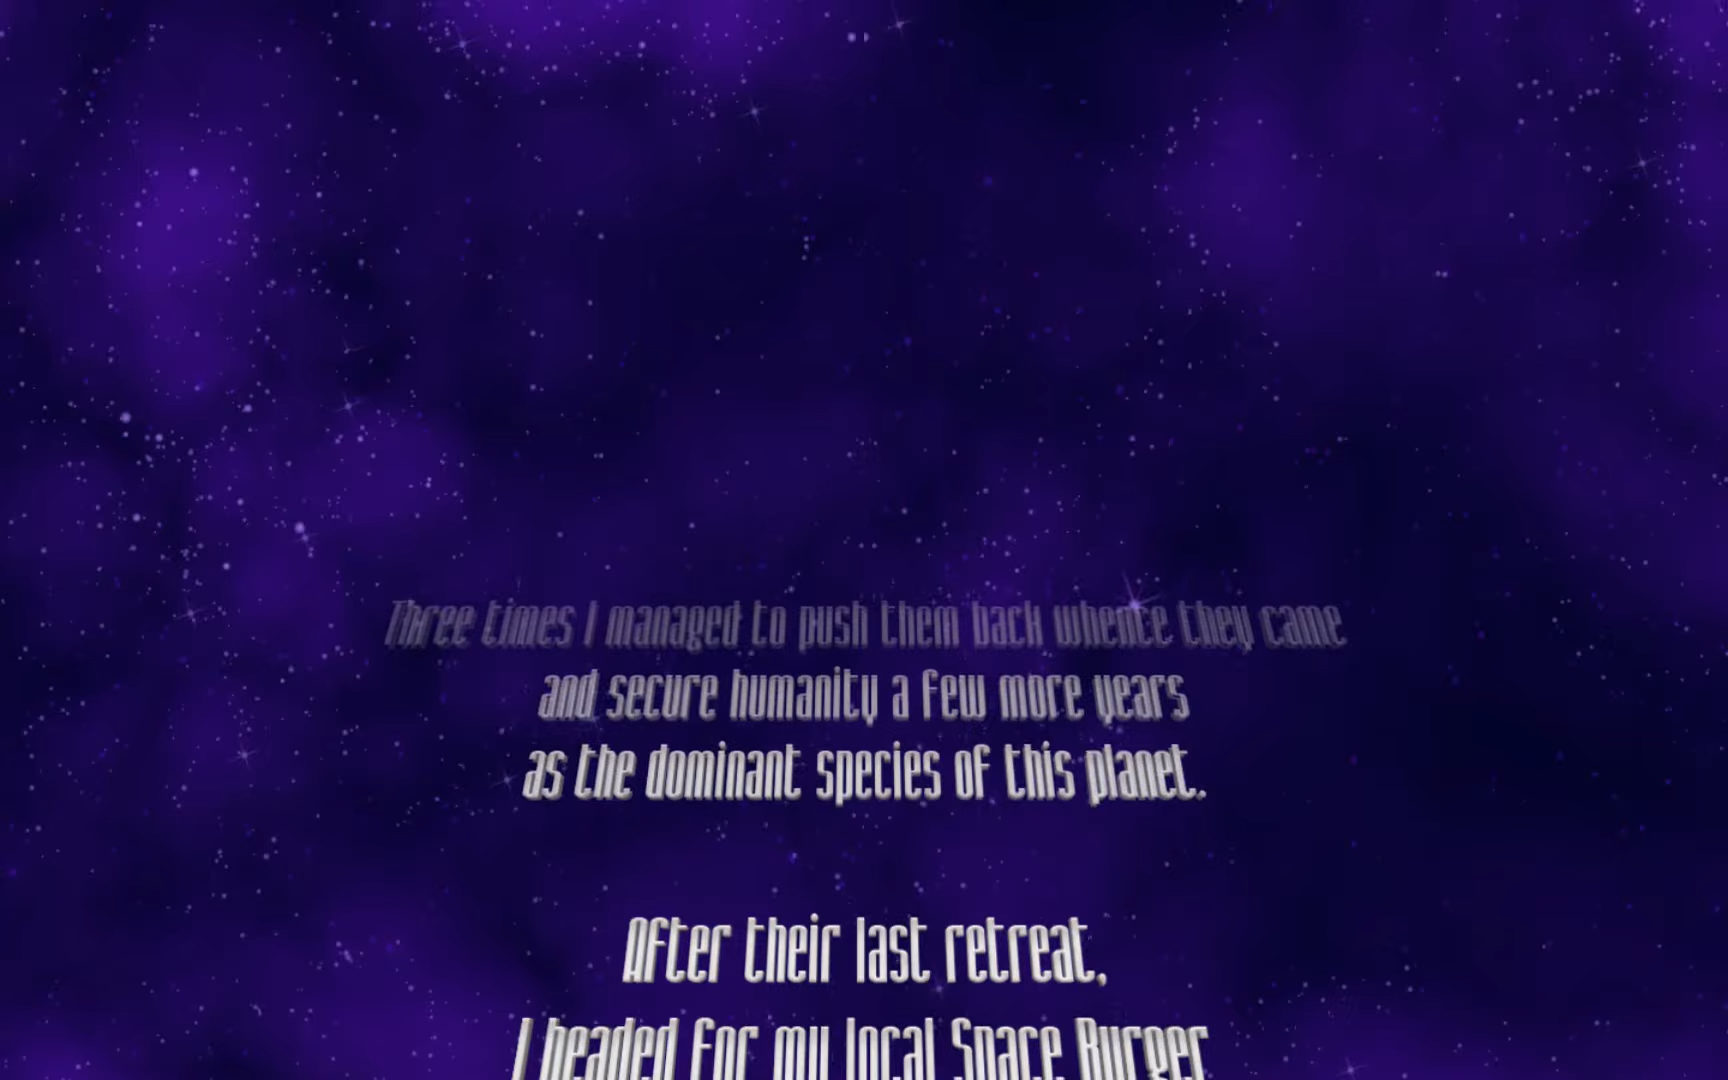 Three times I managed to push them back whence they came
and secure humanity a few more years
as the dominant species of this planet.
After their last retreat,
I headed for my local Space Burger